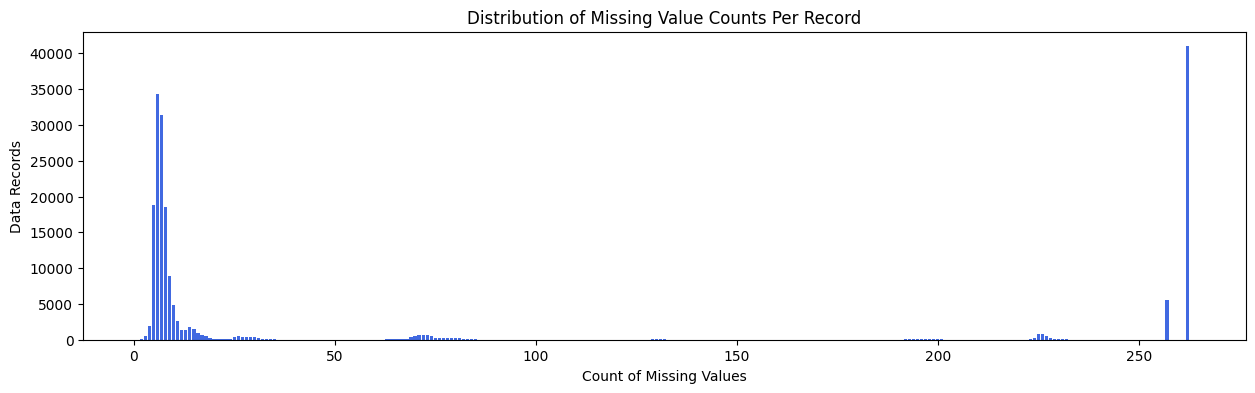 Distribution of Missing Value Counts Per Record
40000
35000
30000
25000
20000
15000
10000
5000
0
Data Records
0 50 100 150 200 250
Count of Missing Values